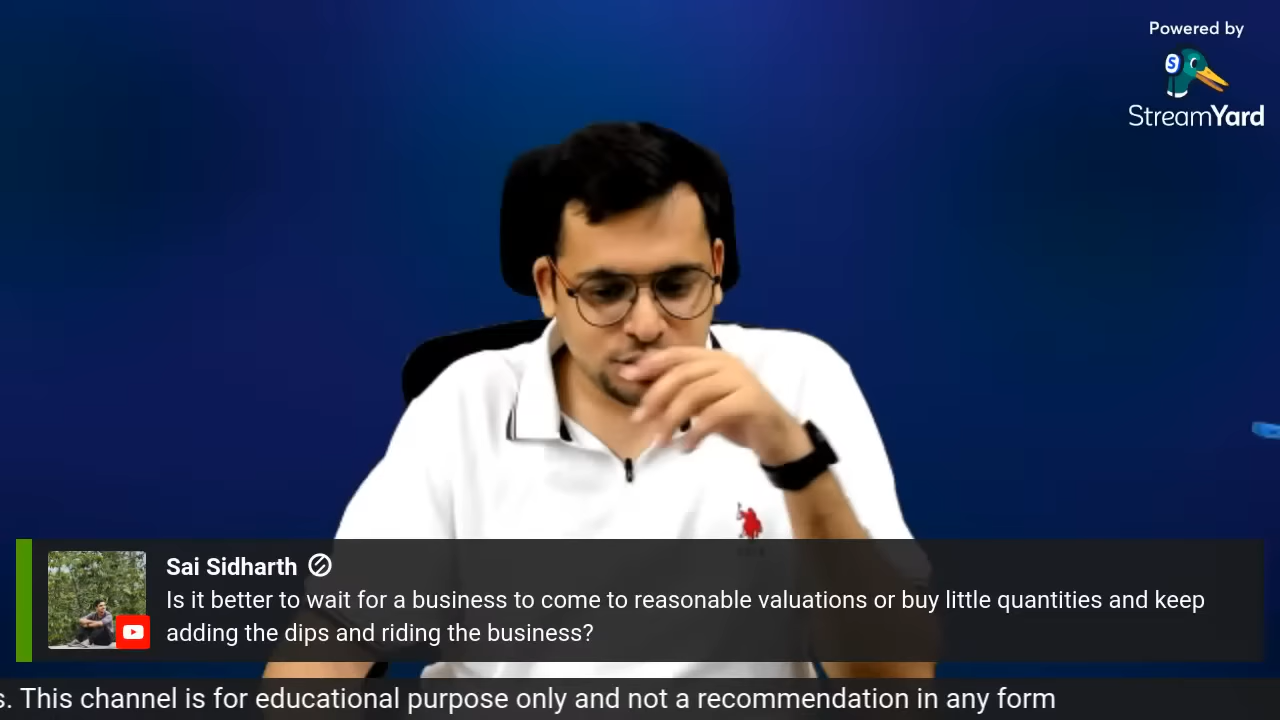 Powered by
StreamYard
Sai Sidharth
Is it better to wait for a business to come to reasonable valuations or buy little quantities and keep
adding the dips and riding the business?
s. This channel is for educational purpose only and not a recommendation in any form